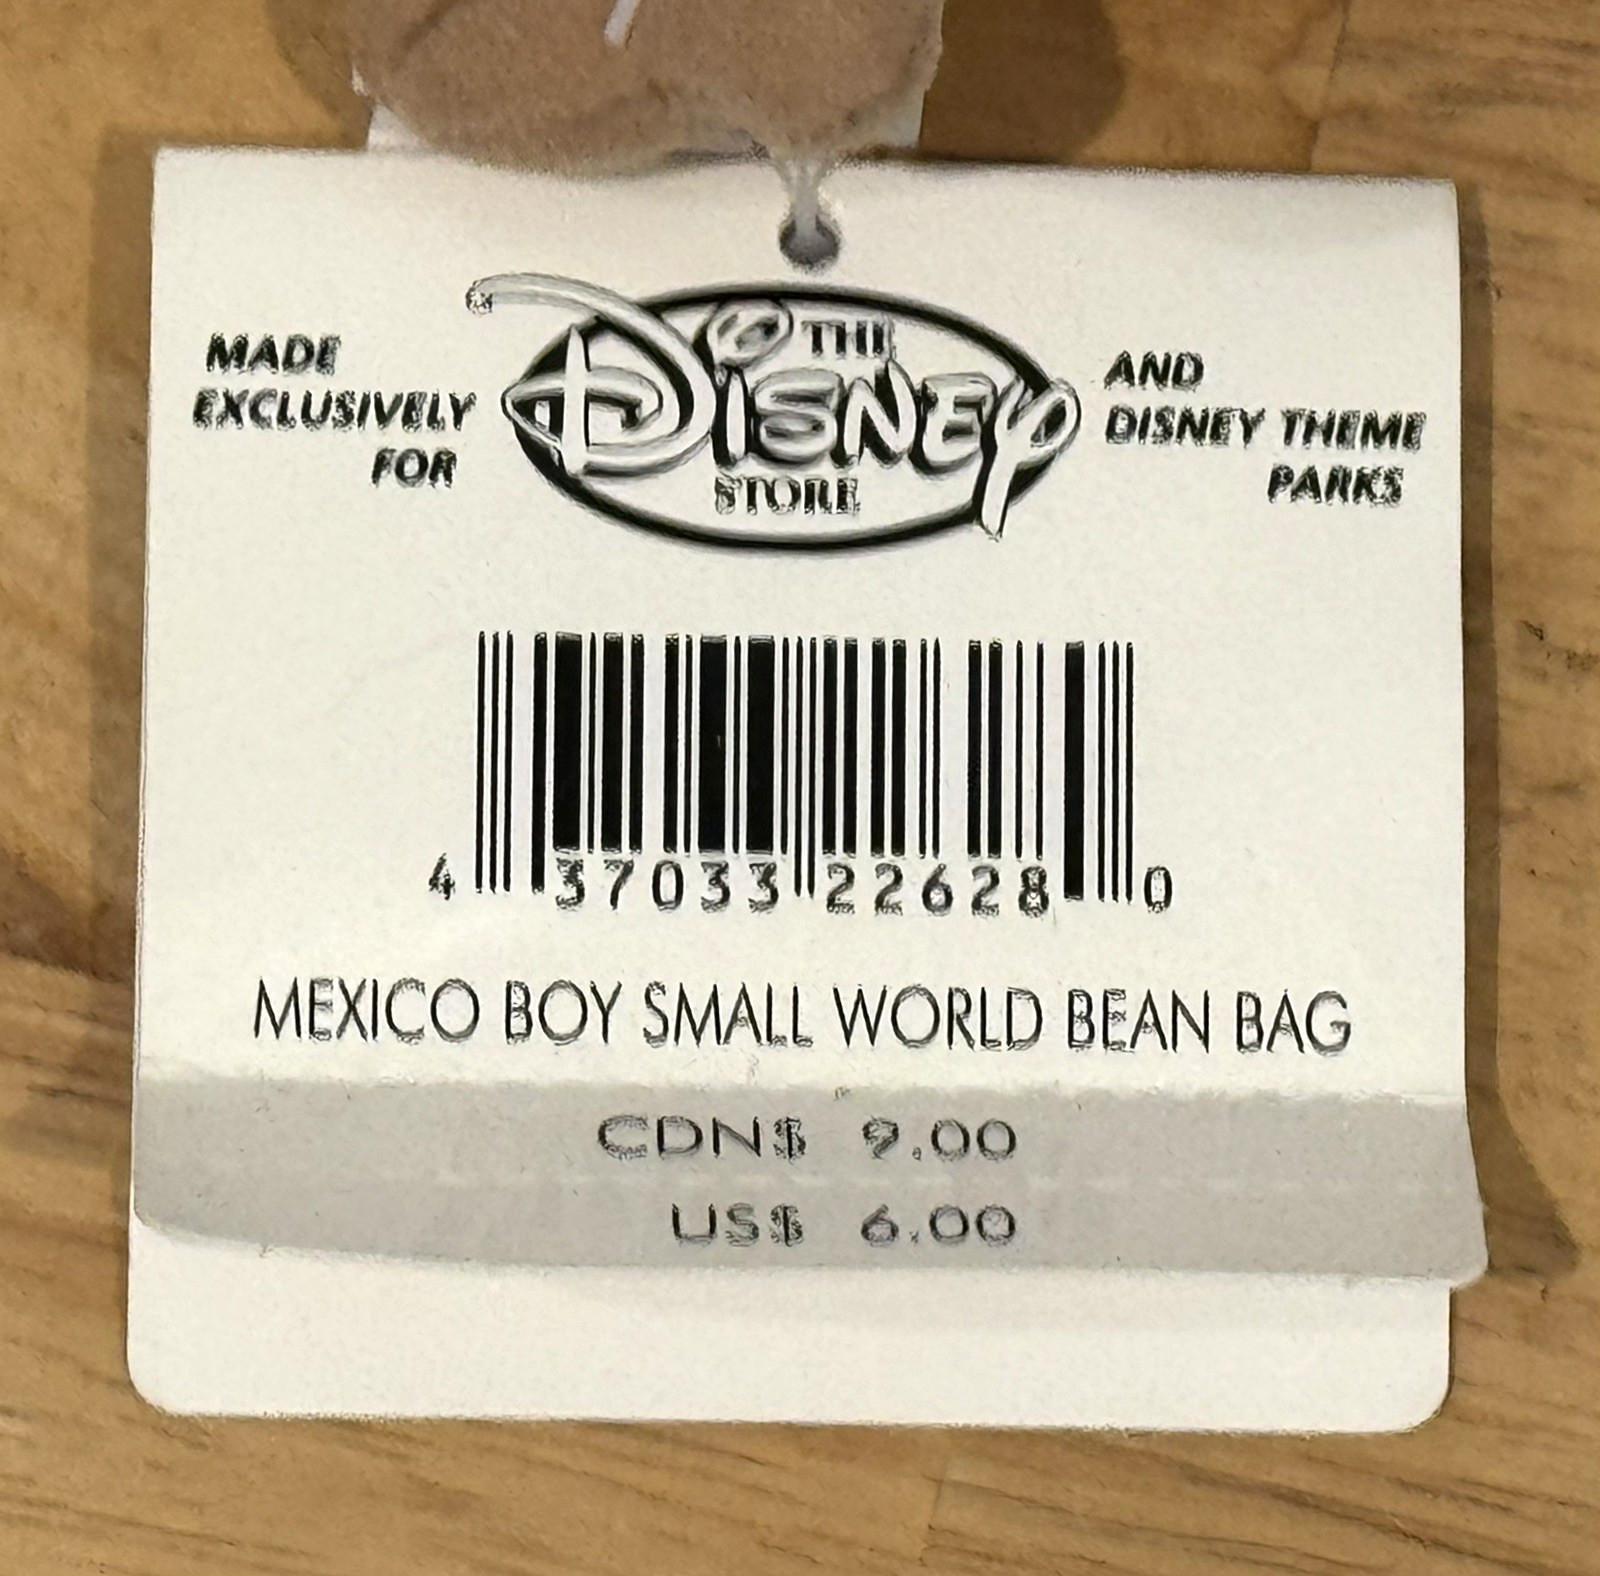 MADE
EXCLUSIVELY
FOR
THE
DISNEY
STORE
AND
DISNEY THEME
PARKS
4 37033 22628 0
MEXICO BOY SMALL WORLD BEAN BAG
CDN$ 9.00
US$ 6.00